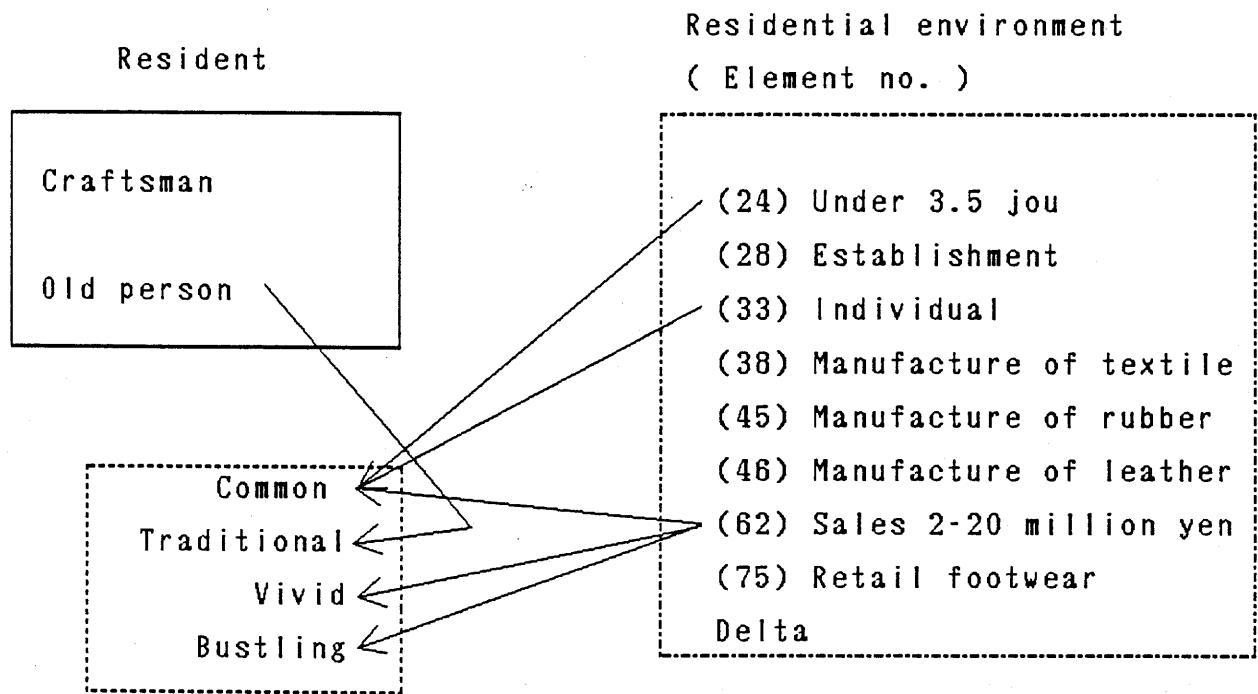 Resident
Craftsman
Old person
Common
Traditional
Vivid
Bustling
Residential environment
( Element no. )
(24) Under 3.5 jou
(28) Establishment
(33) Individual
(38) Manufacture of textile
(45) Manufacture of rubber
(46) Manufacture of leather
(62) Sales 2-20 million yen
(75) Retail footwear
Delta